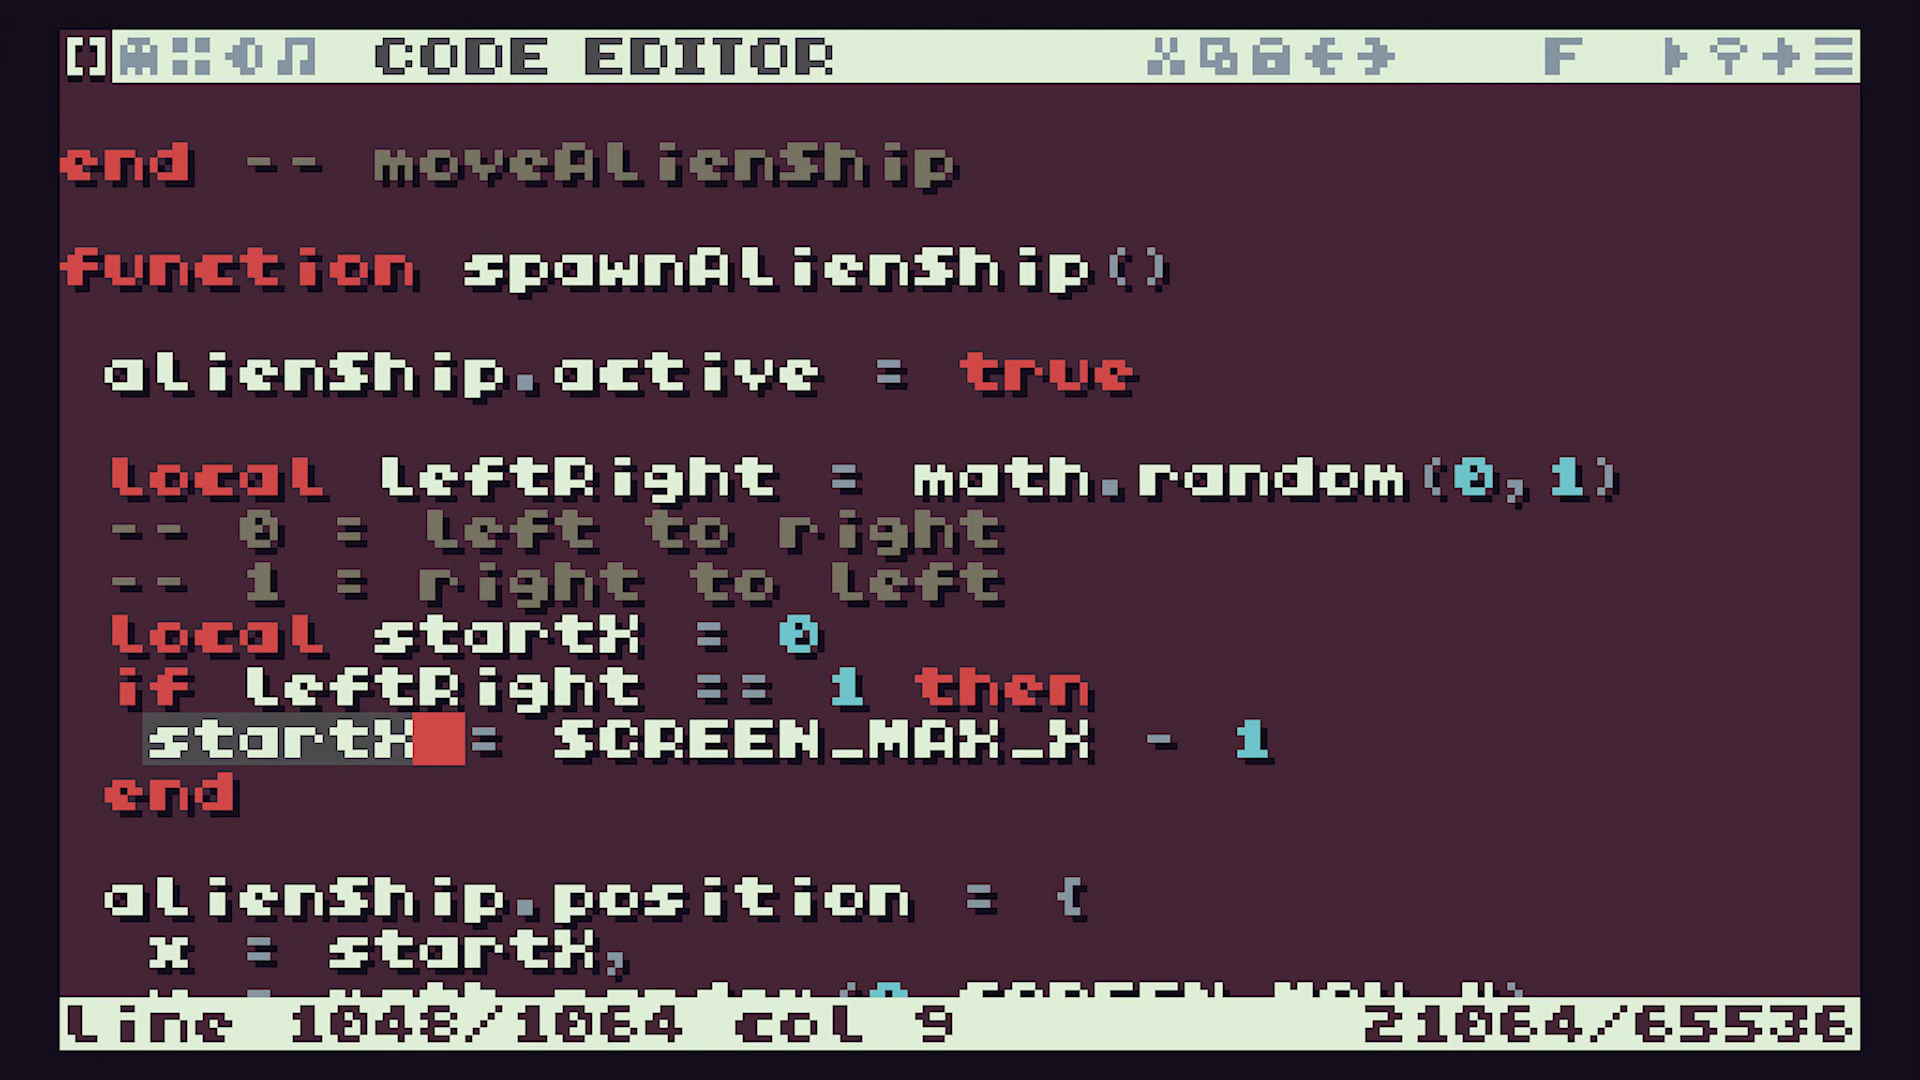 CODE EDITOR F
end -- moveAlienShip
function spawnAlienShip()
alienShip.active = true
local leftRight = math.random(0,1)
-- 0 = left to right
-- 1 = right to left
local startX = 0
if leftRight == 1 then
startX = SCREEN_MAX_X - 1
end
alienShip.position = {
x = startX,
line 1048/1064 col 9 21064/65536